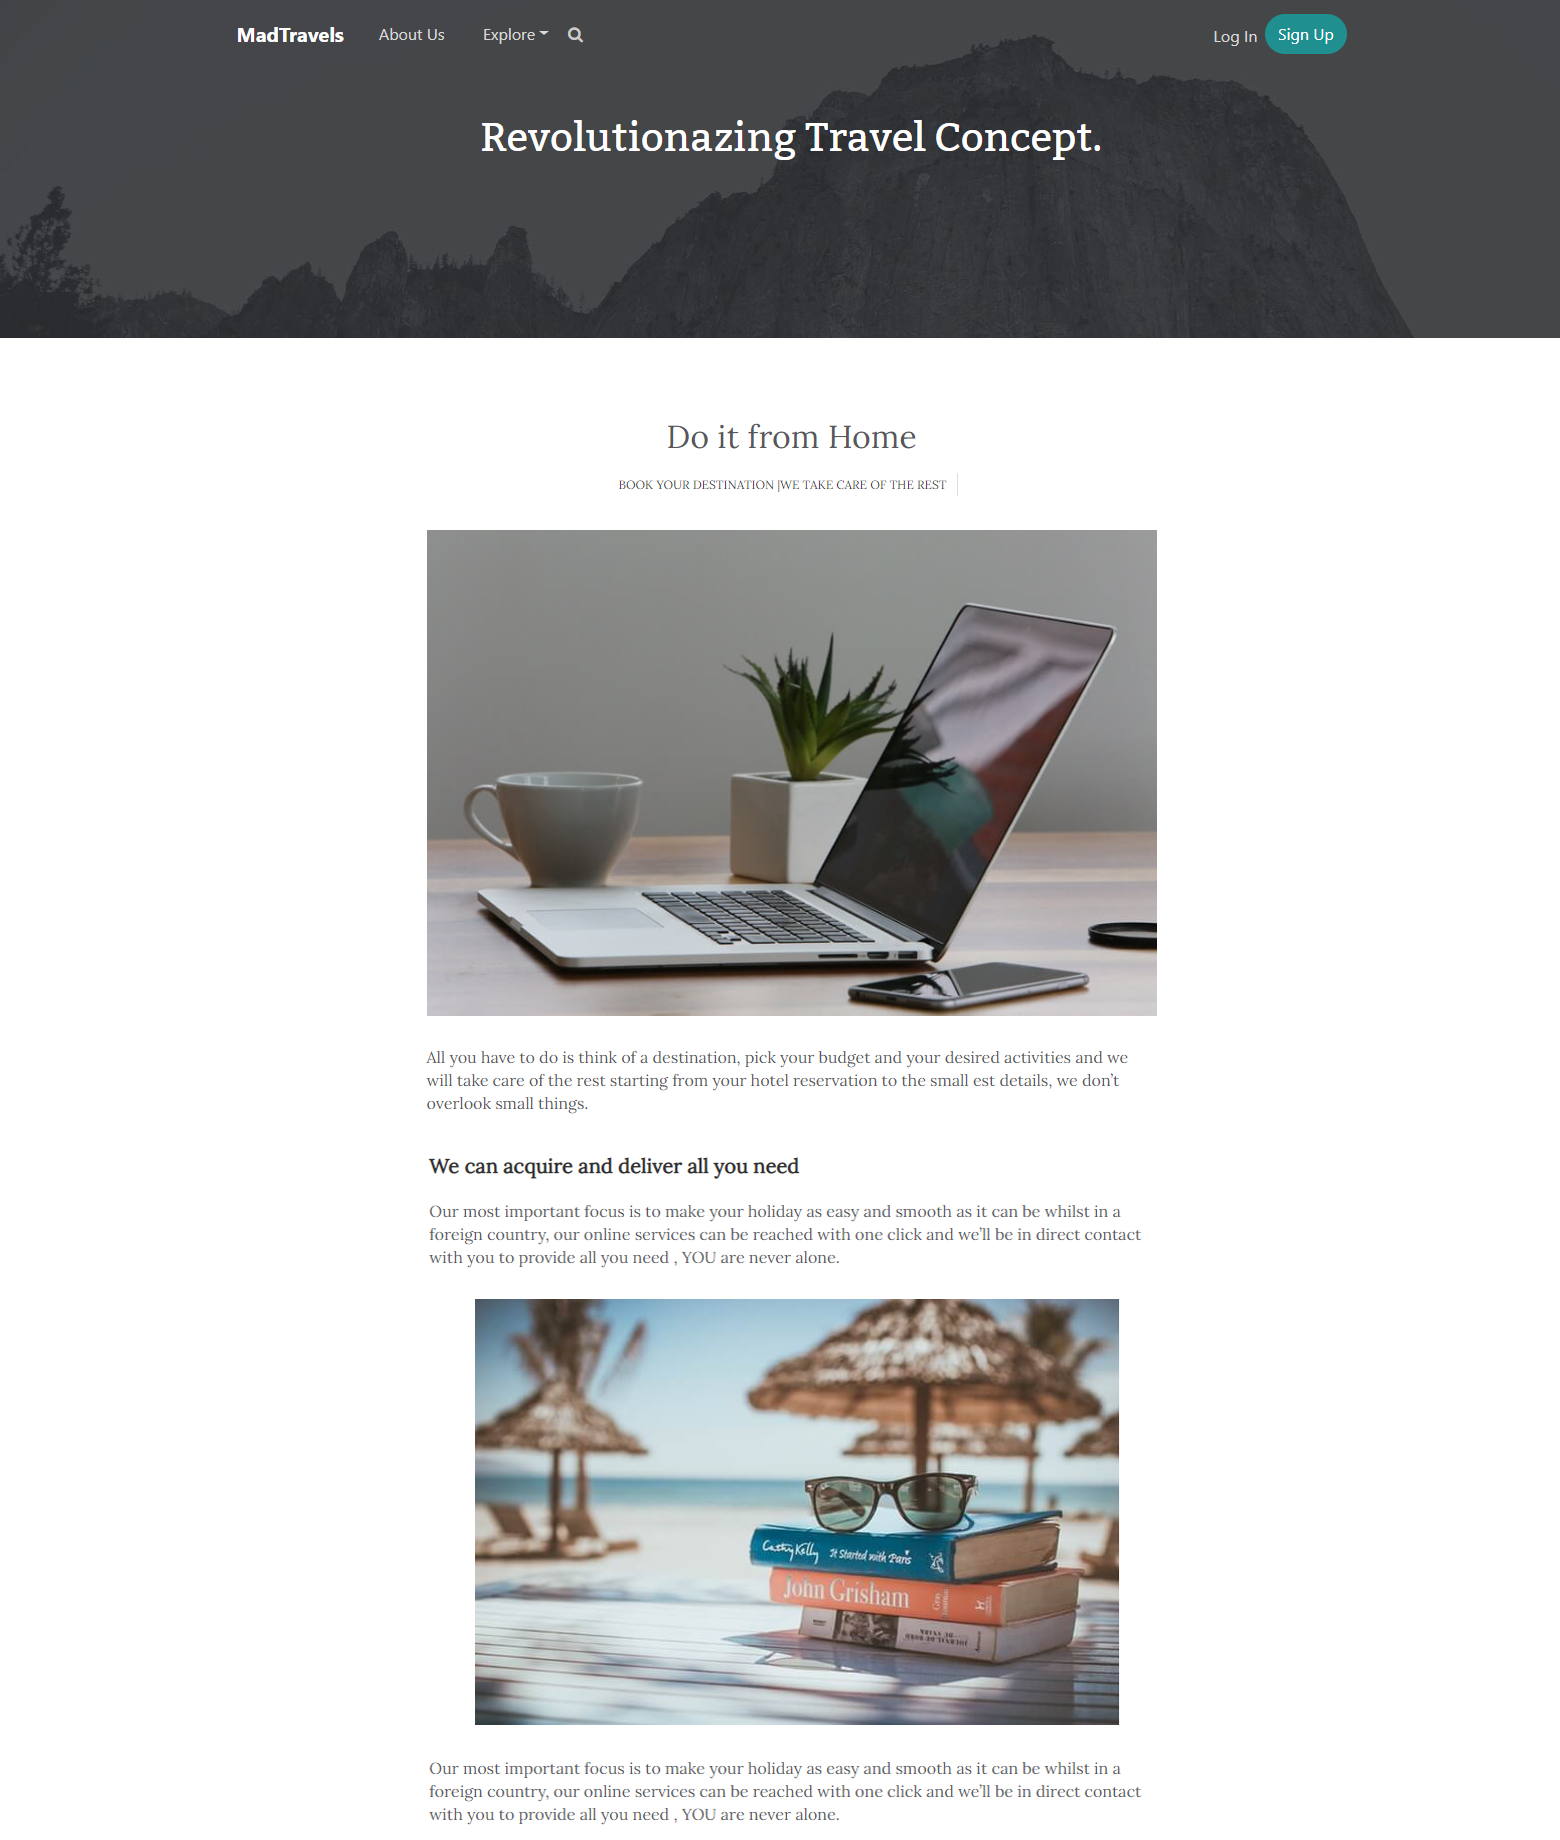 MadTravels About Us Explore Log In Sign Up
Revolutionazing Travel Concept.
Do it from Home
BOOK YOUR DESTINATION |WE TAKE CARE OF THE REST
All you have to do is think of a destination, pick your budget and your desired activities and we
will take care of the rest starting from your hotel reservation to the small est details, we don’t
overlook small things.
We can acquire and deliver all you need
Our most important focus is to make your holiday as easy and smooth as it can be whilst in a
foreign country, our online services can be reached with one click and we’ll be in direct contact
with you to provide all you need , YOU are never alone.
Cathy Kelly It Started with Paris
John Grisham
Our most important focus is to make your holiday as easy and smooth as it can be whilst in a
foreign country, our online services can be reached with one click and we’ll be in direct contact
with you to provide all you need , YOU are never alone.